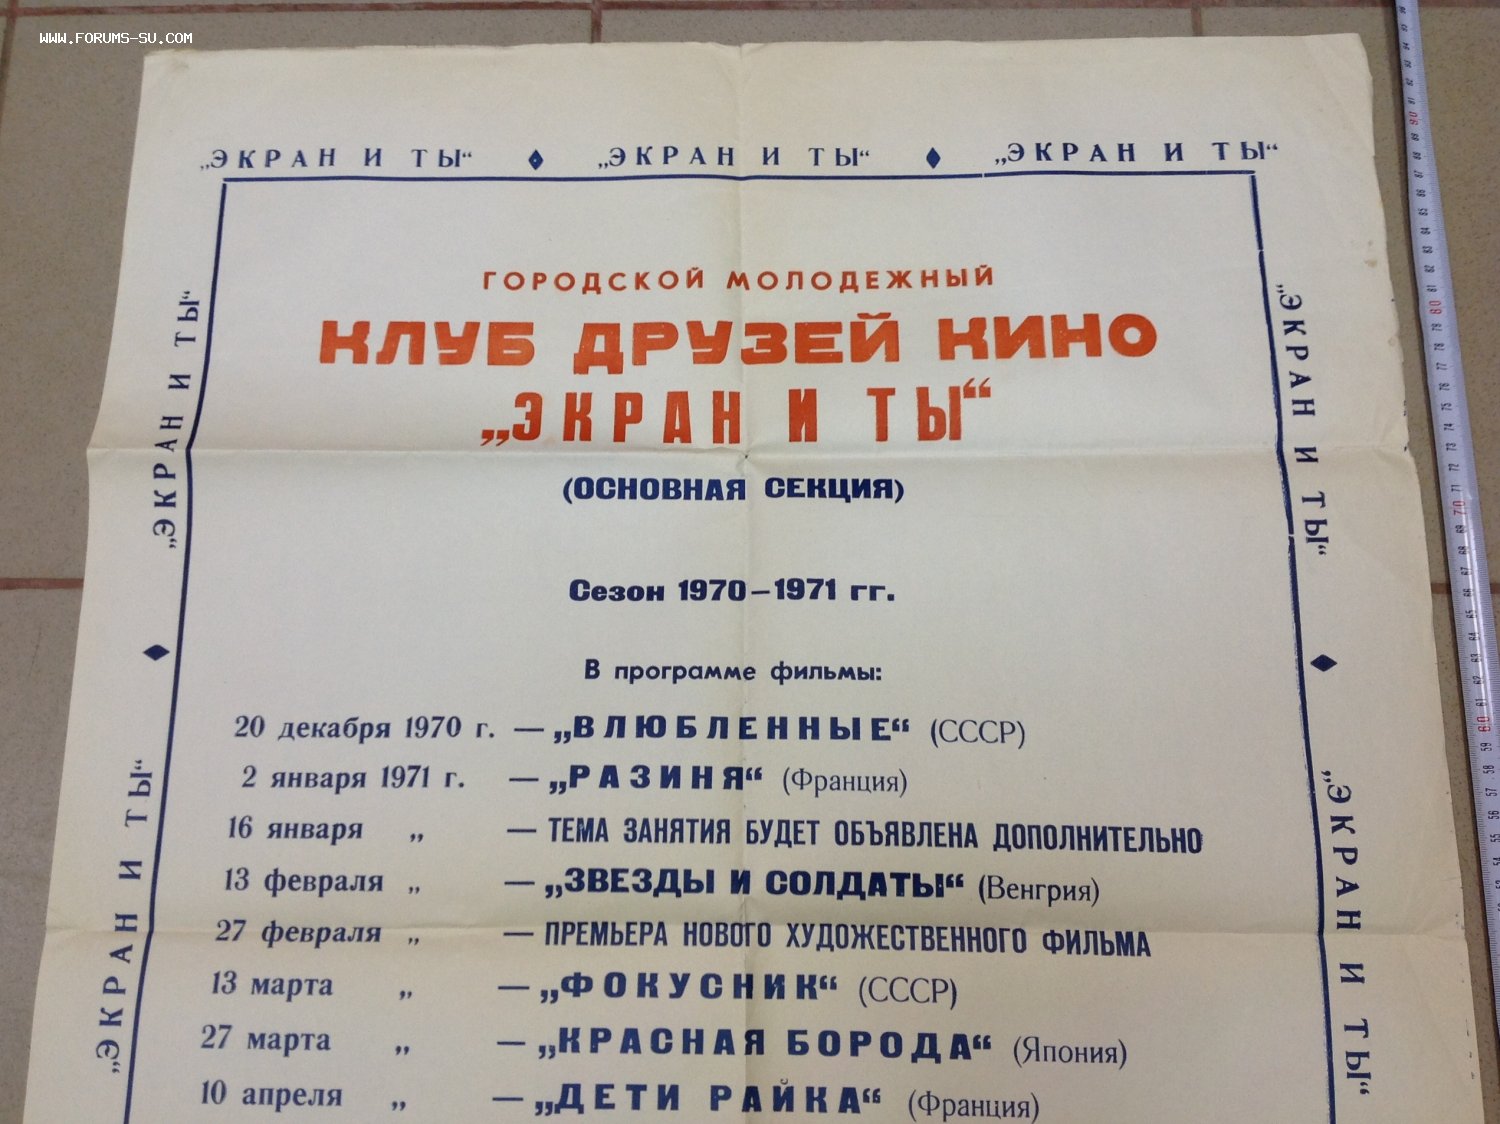 WWW.FORUMS-SU.COM
„ЭКРАН И ТЫ“ ♦ „ЭКРАН И ТЫ“ ♦ „ЭКРАН И ТЫ“
„ЭКРАН И ТЫ“ ♦ „ЭКРАН И ТЫ“
ГОРОДСКОЙ МОЛОДЕЖНЫЙ
КЛУБ ДРУЗЕЙ КИНО
„ЭКРАН И ТЫ“
(ОСНОВНАЯ СЕКЦИЯ)
Сезон 1970–1971 гг.
В программе фильмы:
20 декабря 1970 г. — „ВЛЮБЛЕННЫЕ“ (СССР)
2 января 1971 г. — „РАЗИНЯ“ (Франция)
16 января „ — ТЕМА ЗАНЯТИЯ БУДЕТ ОБЪЯВЛЕНА ДОПОЛНИТЕЛЬНО
13 февраля „ — „ЗВЕЗДЫ И СОЛДАТЫ“ (Венгрия)
27 февраля „ — ПРЕМЬЕРА НОВОГО ХУДОЖЕСТВЕННОГО ФИЛЬМА
13 марта „ — „ФОКУСНИК“ (СССР)
27 марта „ — „КРАСНАЯ БОРОДА“ (Япония)
10 апреля „ — „ДЕТИ РАЙКА“ (Франция)
„ЭКРАН И ТЫ“ ♦ „ЭКРАН И ТЫ“